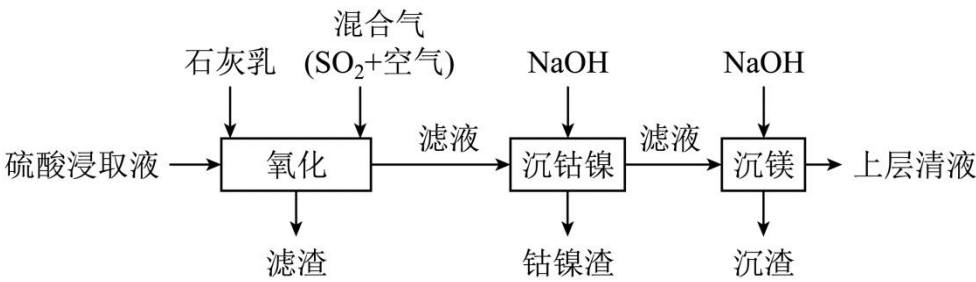 混合气
石灰乳 (SO₂+空气) NaOH NaOH
滤液 滤液
硫酸浸取液 氧化 沉钴镍 沉镁 上层清液
滤渣 钴镍渣 沉渣